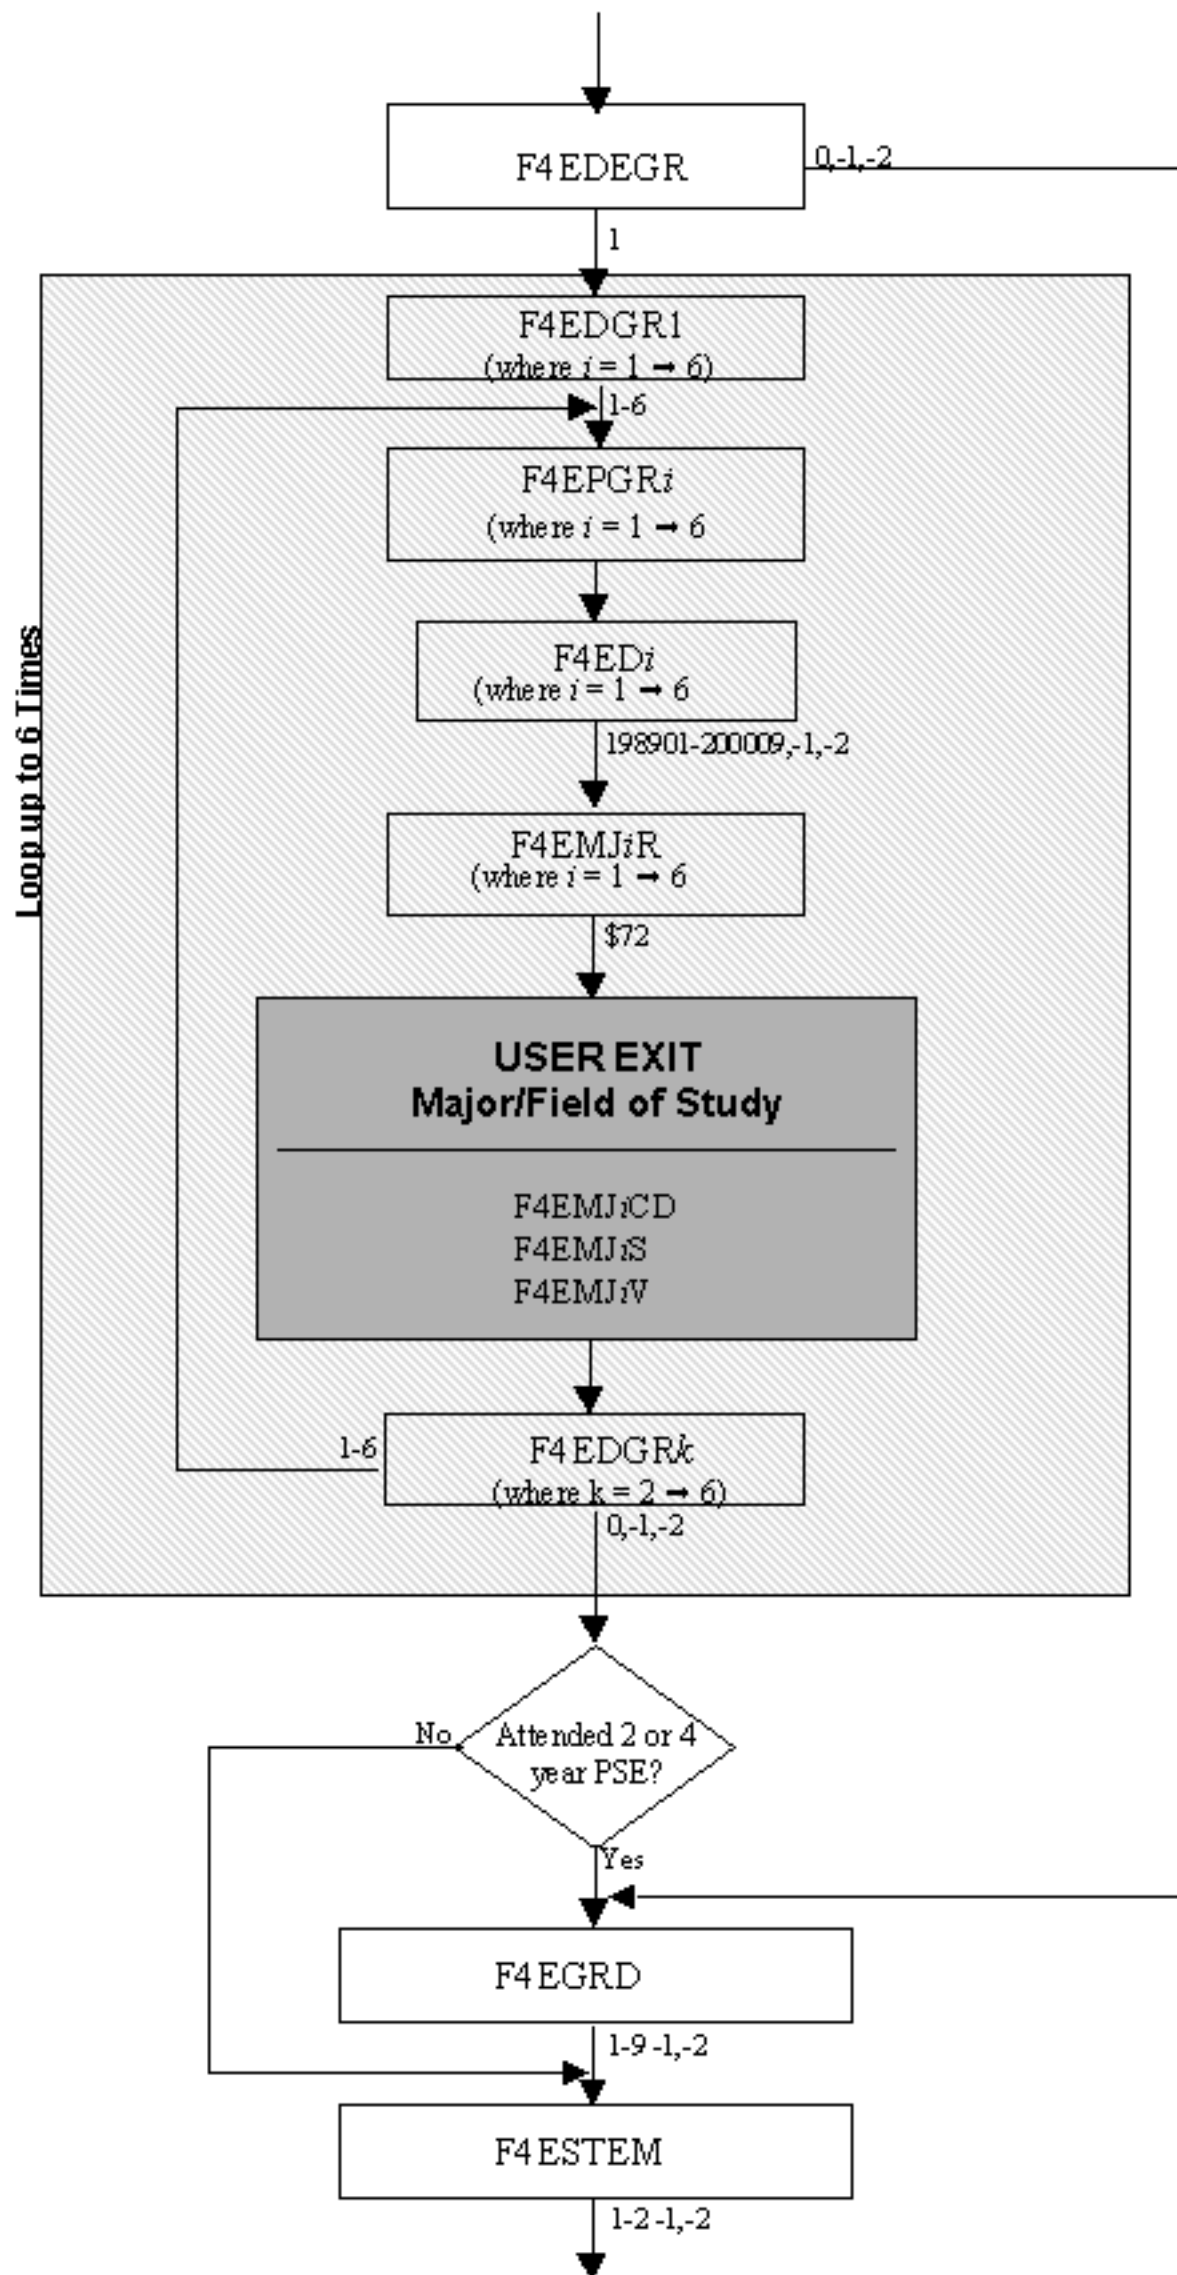 F4EDEGR
0,-1,-2
1
F4EDGR1
(where i = 1 → 6)
1-6
F4EPGRi
(where i = 1 → 6
F4EDi
(where i = 1 → 6
198901-200009,-1,-2
Loop up to 6 Times
F4EMJiR
(where i = 1 → 6
$72
USER EXIT
Major/Field of Study
F4EMJiCD
F4EMJiS
F4EMJiV
1-6
F4EDGRk
(where k = 2 → 6)
0,-1,-2
No
Attended 2 or 4
year PSE?
Yes
F4EGRD
1-9 -1,-2
F4ESTEM
1-2 -1,-2